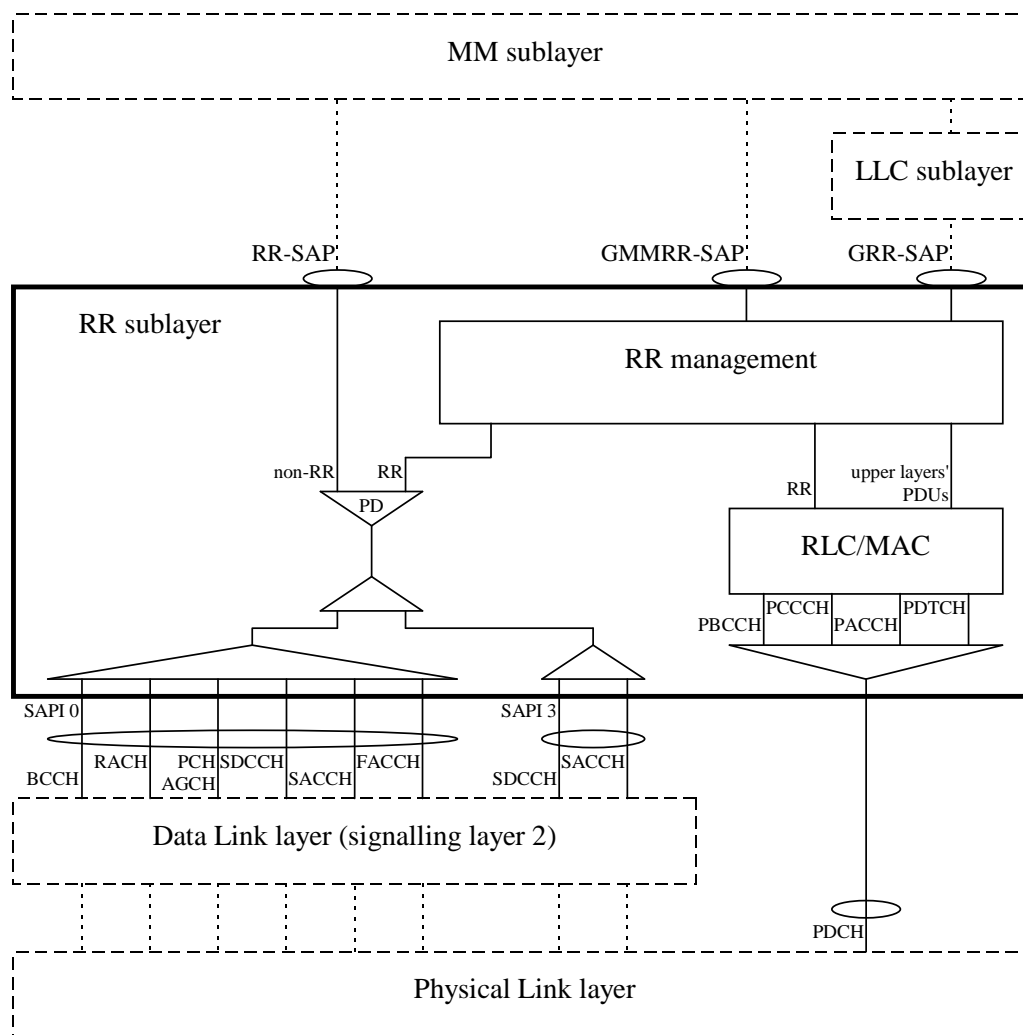 MM sublayer
LLC sublayer
RR-SAP
GMMRR-SAP
GRR-SAP
RR sublayer
RR management
non-RR
RR
PD
RR
upper layers'
PDUs
RLC/MAC
PBCCH
PCCCH
PACCH
PDTCH
SAPI 0
SAPI 3
BCCH
RACH
PCH
AGCH
SDCCH
SACCH
FACCH
SDCCH
SACCH
Data Link layer (signalling layer 2)
PDCH
Physical Link layer